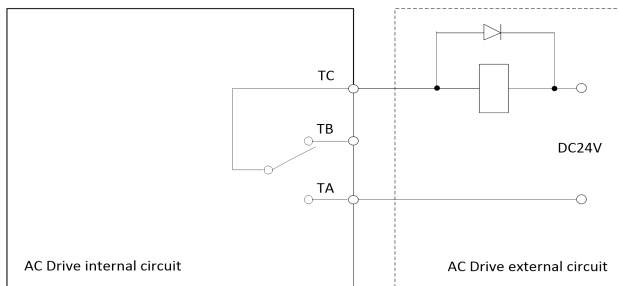 TC
TB
DC24V
TA
AC Drive internal circuit
AC Drive external circuit